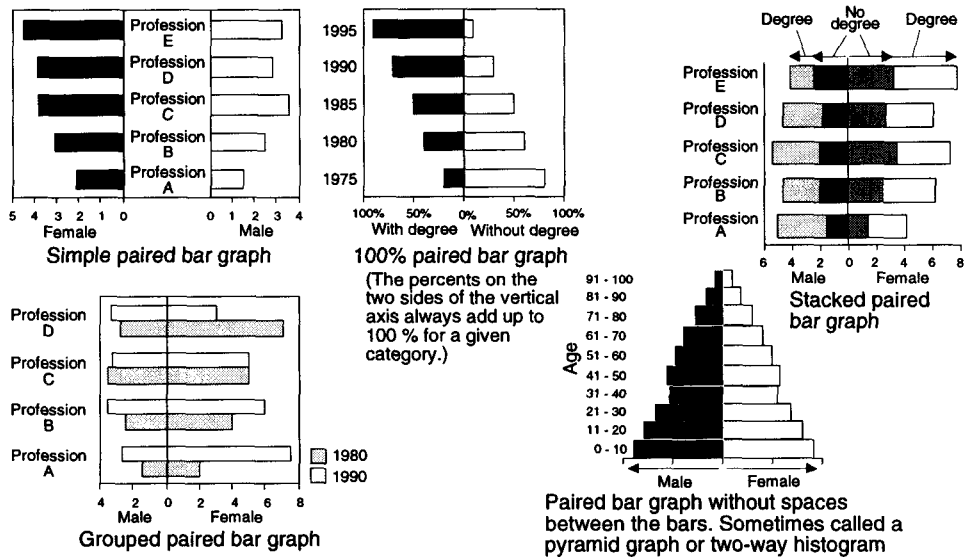 Profession
E
Profession
D
Profession
C
Profession
B
Profession
A
5 4 3 2 1 0
0 1 2 3 4
Female
Male
Simple paired bar graph
1995
1990
1985
1980
1975
100% 50% 0% 50% 100%
With degree
Without degree
100% paired bar graph
(The percents on the
two sides of the vertical
axis always add up to
100 % for a given
category.)
Degree
No
degree
Degree
Profession
E
Profession
D
Profession
C
Profession
B
Profession
A
6 4 2 0 2 4 6 8
Male
Female
Stacked paired
bar graph
Profession
D
Profession
C
Profession
B
Profession
A
4 2 0 2 4 6 8
Male
Female
1980
1990
Grouped paired bar graph
Age
91 - 100
81 - 90
71 - 80
61 - 70
51 - 60
41 - 50
31 - 40
21 - 30
11 - 20
0 - 10
Male
Female
Paired bar graph without spaces
between the bars. Sometimes called a
pyramid graph or two-way histogram